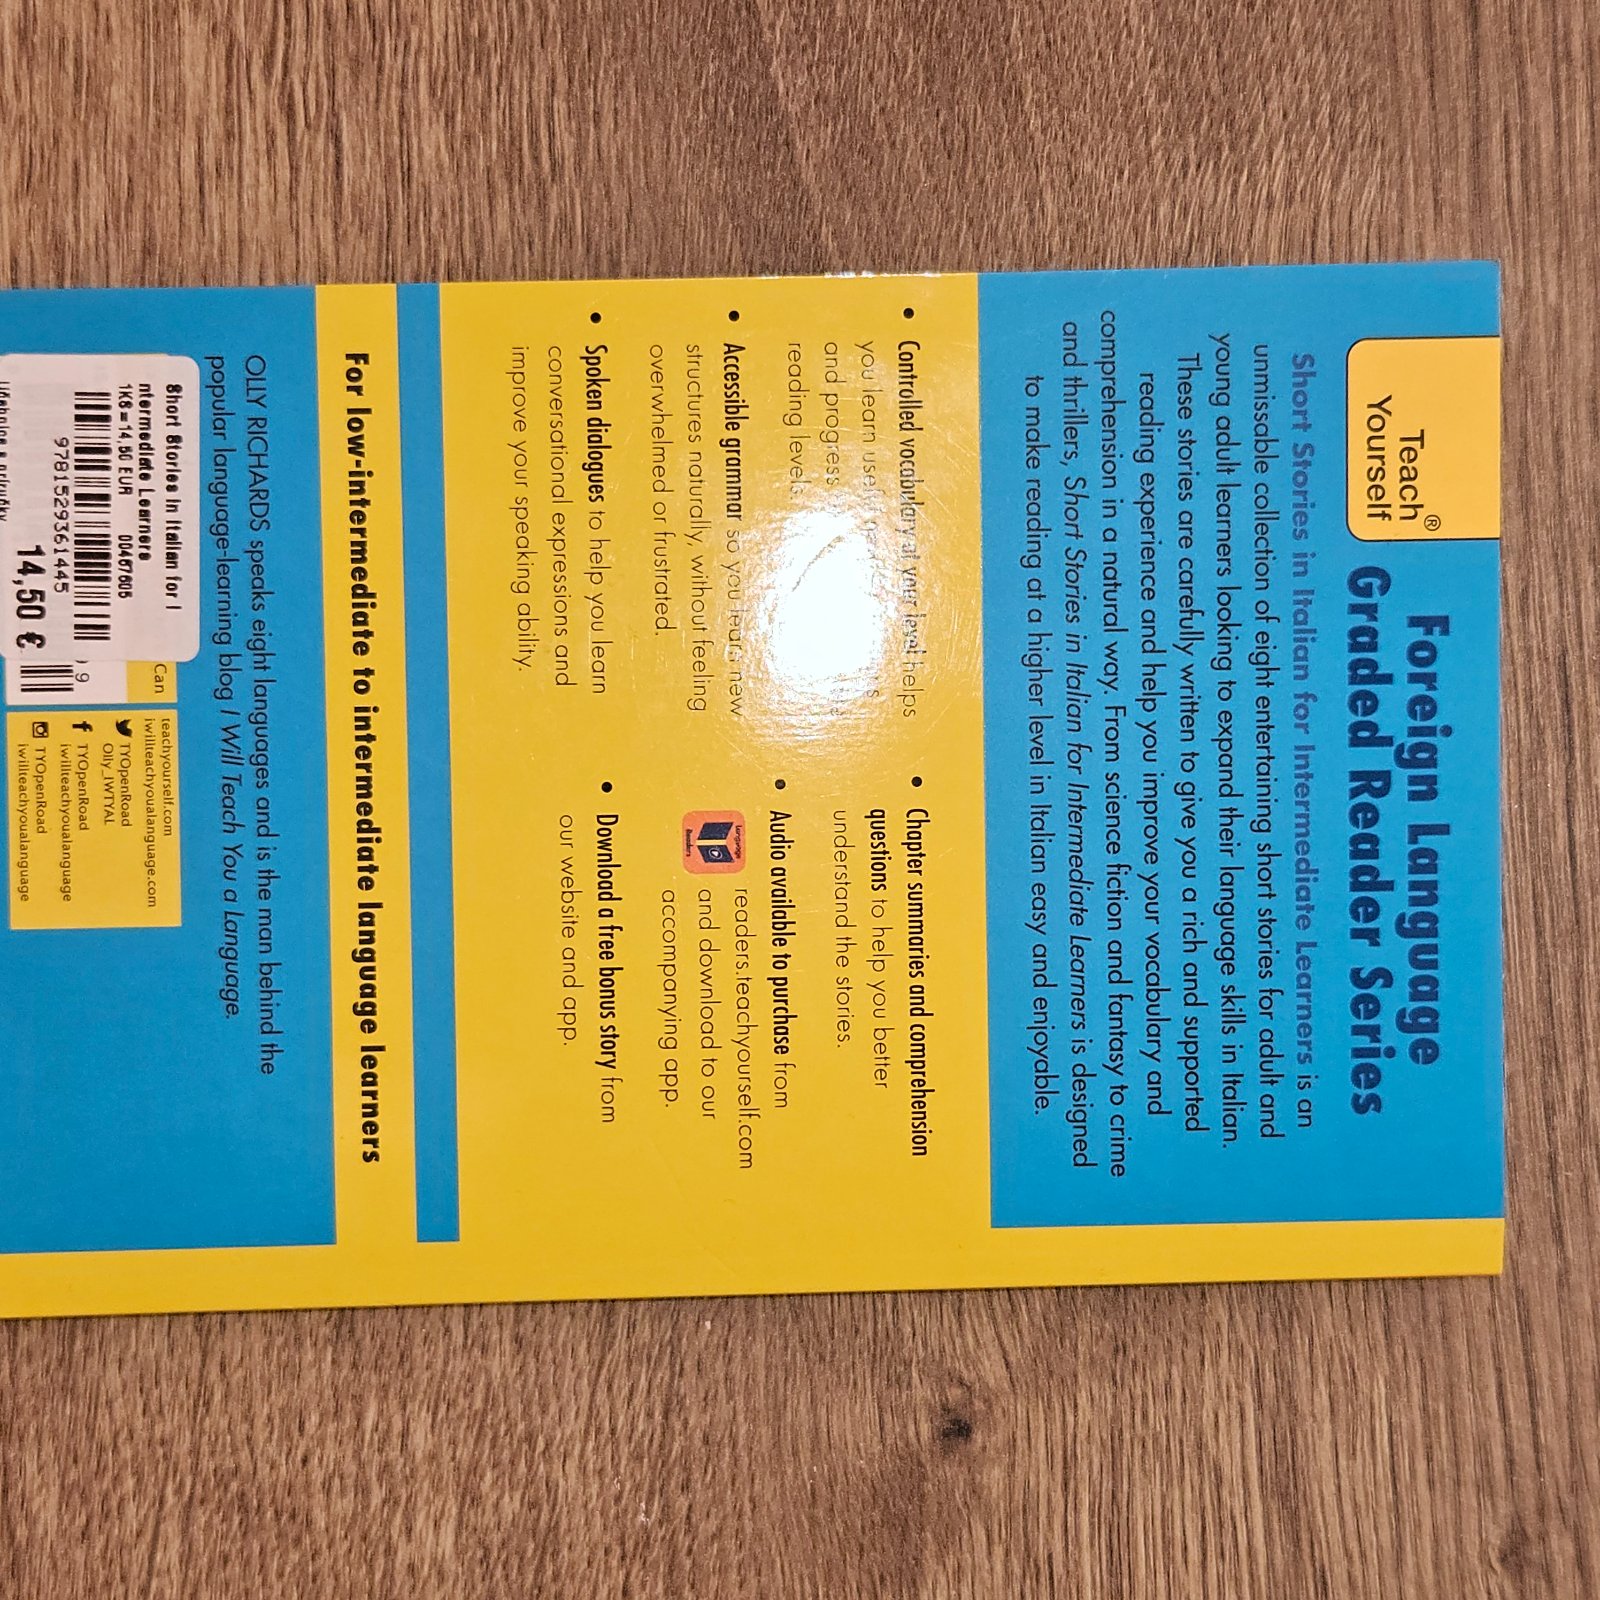 Teach
Yourself®
Foreign Language
Graded Reader Series
Short Stories in Italian for Intermediate Learners is an
unmissable collection of eight entertaining short stories for adult and
young adult learners looking to expand their language skills in Italian.
These stories are carefully written to give you a rich and supported
reading experience and help you improve your vocabulary and
comprehension in a natural way. From science fiction and fantasy to crime
and thrillers, Short Stories in Italian for Intermediate Learners is designed
to make reading at a higher level in Italian easy and enjoyable.
• Controlled vocabulary at your level helps
you learn
and progress
reading levels
• Accessible grammar so you learn new
structures naturally, without feeling
overwhelmed or frustrated.
• Spoken dialogues to help you learn
conversational expressions and
improve your speaking ability.
• Chapter summaries and comprehension
questions to help you better
understand the stories.
• Audio available to purchase from
readers.teachyourself.com
and download to our
accompanying app.
Language
Readers
• Download a free bonus story from
our website and app.
For low-intermediate to intermediate language learners
OLLY RICHARDS speaks eight languages and is the man behind the
popular language-learning blog I Will Teach You a Language.
Short Stories in Italian for I
ntermediate Learners
1KS=14,50 EUR 00467605
9781529361445
14,50 €
Can
9
teachyourself.com
iwillteachyoualanguage.com
TYOpenRoad
Olly_IWTYAL
TYOpenRoad
iwillteachyoualanguage
TYOpenRoad
iwillteachyoualanguage